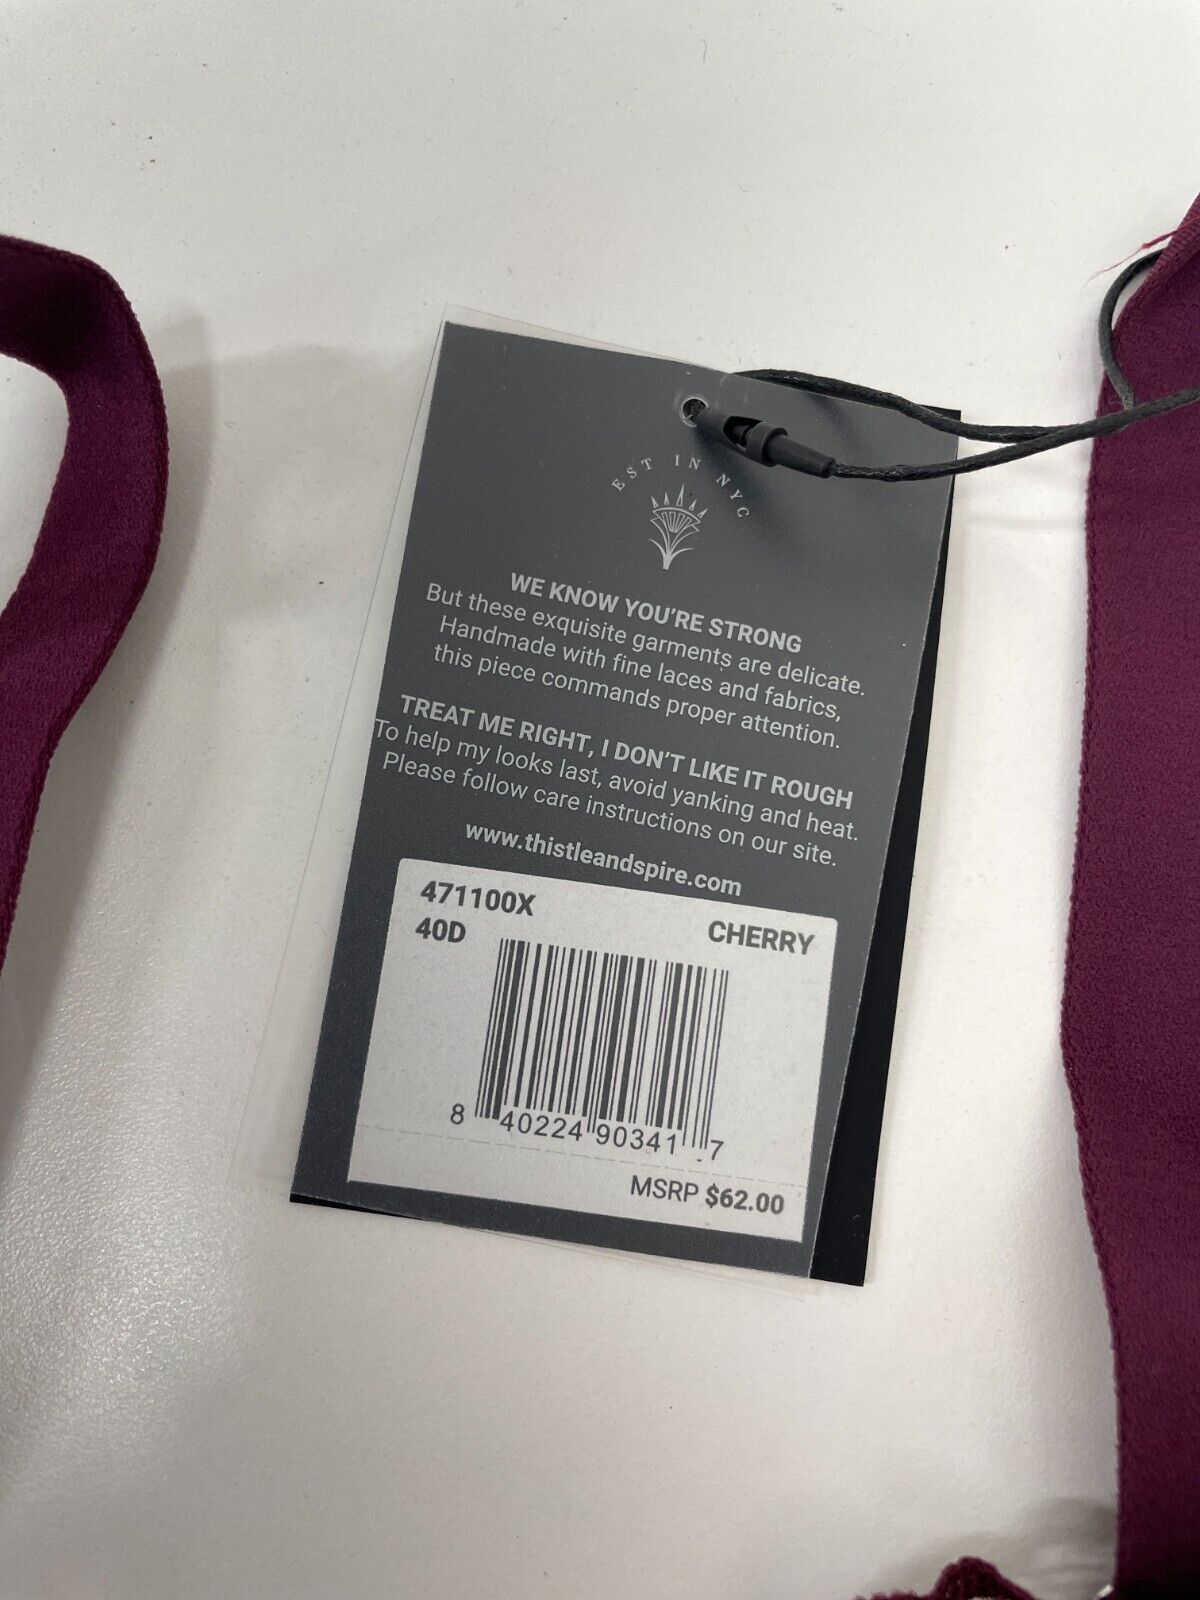 EST IN NYC
WE KNOW YOU'RE STRONG
But these exquisite garments are delicate.
Handmade with fine laces and fabrics,
this piece commands proper attention.
TREAT ME RIGHT, I DON'T LIKE IT ROUGH
To help my looks last, avoid yanking and heat.
Please follow care instructions on our site.
www.thistleandspire.com
471100X
40D CHERRY
8 40224 90341 7
MSRP $62.00